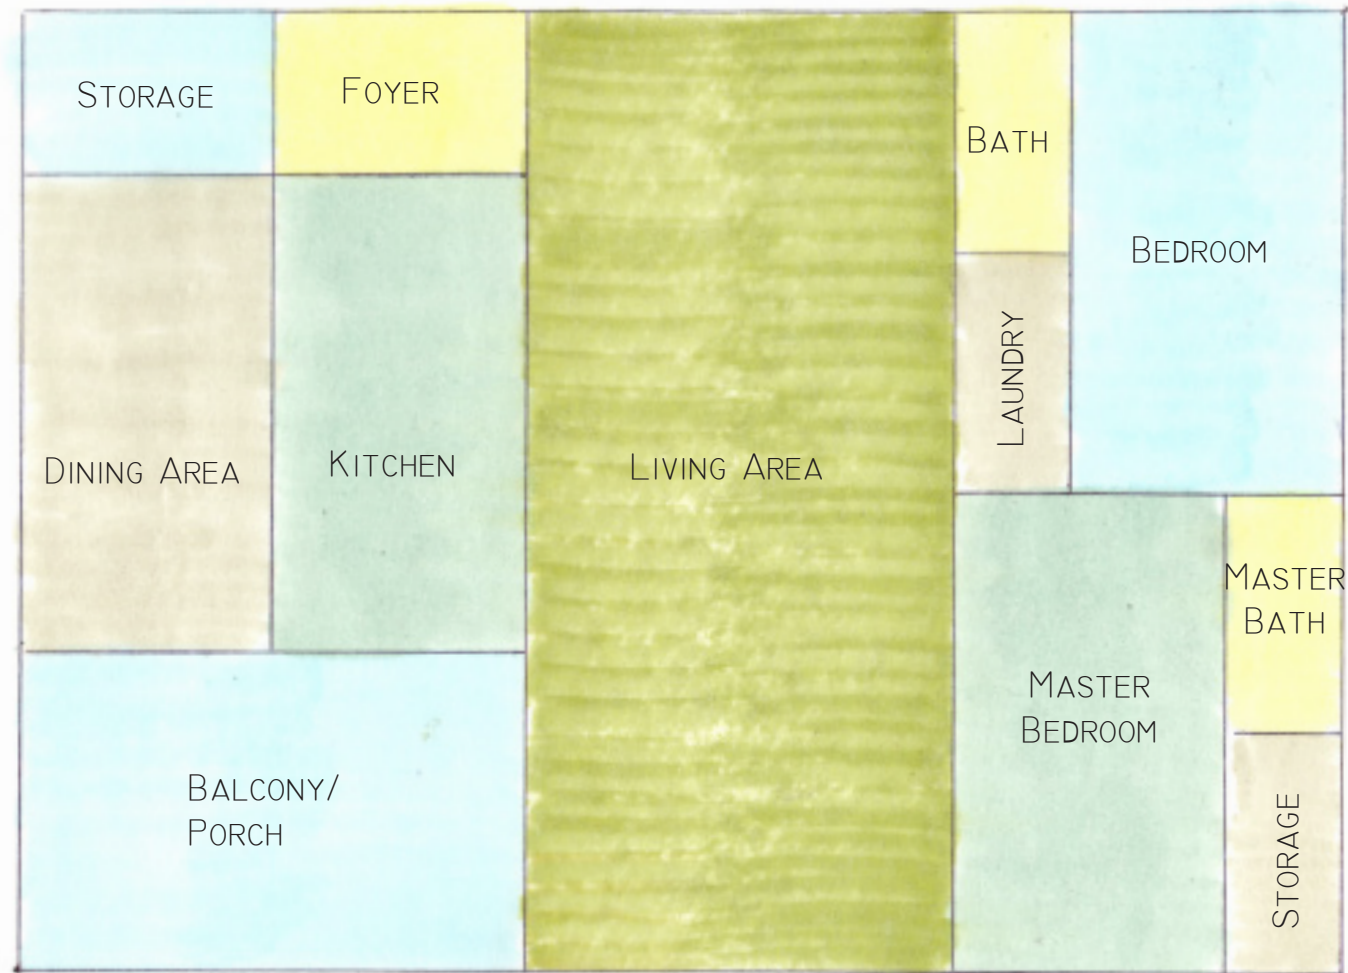 Storage
Foyer
Bath
Bedroom
Laundry
Dining Area
Kitchen
Living Area
Master
Bath
Master
Bedroom
Balcony/
Porch
Storage